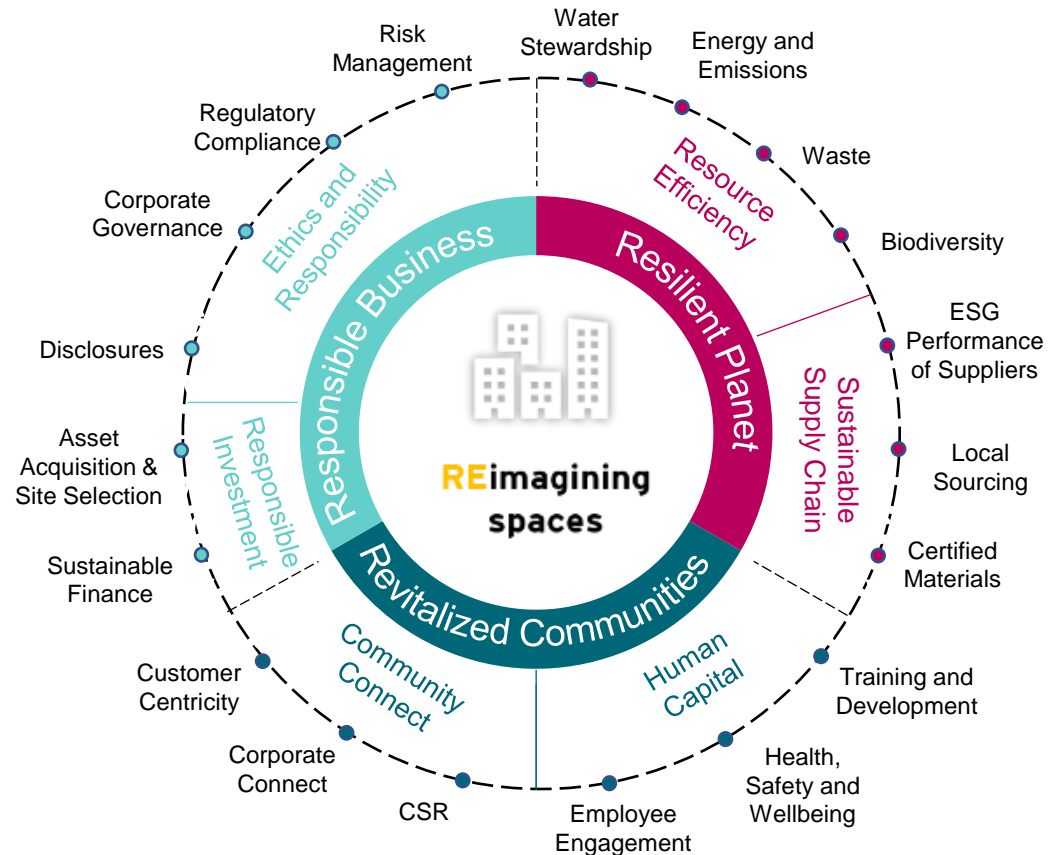 Water
Stewardship
Energy and
Emissions
Waste
Biodiversity
Resource
Efficiency
Resilient Planet
ESG
Performance
of Suppliers
Local
Sourcing
Certified
Materials
Sustainable
Supply Chain
Training and
Development
Health,
Safety and
Wellbeing
Employee
Engagement
Human
Capital
Revitalized Communities
CSR
Corporate
Connect
Customer
Centricity
Community
Connect
Sustainable
Finance
Asset
Acquisition &
Site Selection
Responsible
Investment
Responsible Business
Disclosures
Corporate
Governance
Regulatory
Compliance
Risk
Management
Ethics and
Responsibility
REimagining
spaces